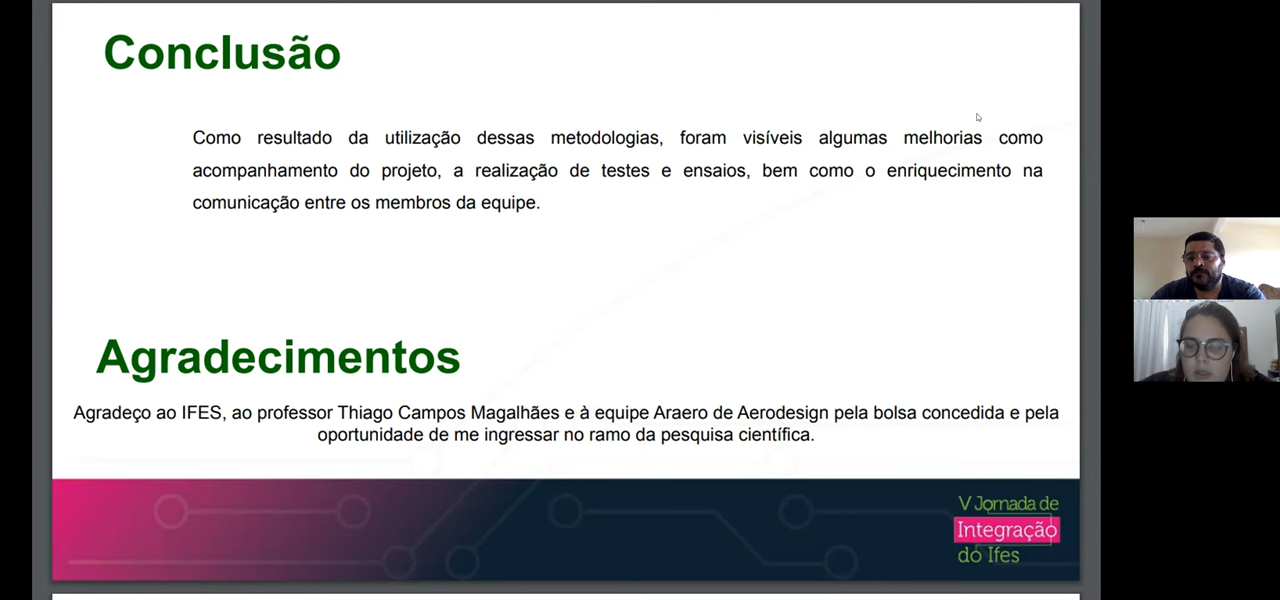 Conclusão
Como resultado da utilização dessas metodologias, foram visíveis algumas melhorias como
acompanhamento do projeto, a realização de testes e ensaios, bem como o enriquecimento na
comunicação entre os membros da equipe.
Agradecimentos
Agradeço ao IFES, ao professor Thiago Campos Magalhães e à equipe Araero de Aerodesign pela bolsa concedida e pela
oportunidade de me ingressar no ramo da pesquisa científica.
V Jornada de
Integração
do Ifes